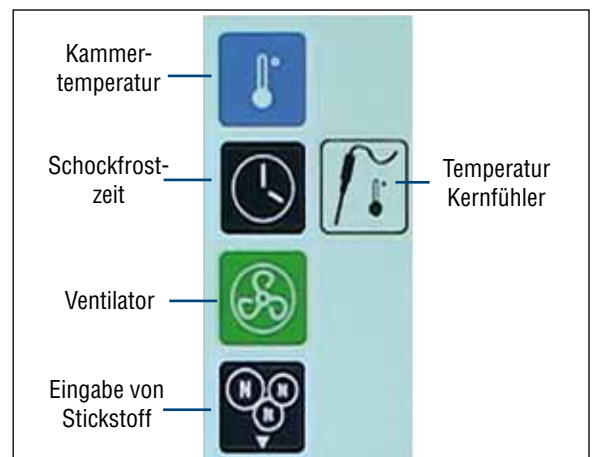 Kammer-
temperatur
Schockfrost-
zeit
Temperatur
Kernfühler
Ventilator
N N
N
Eingabe von
Stickstoff